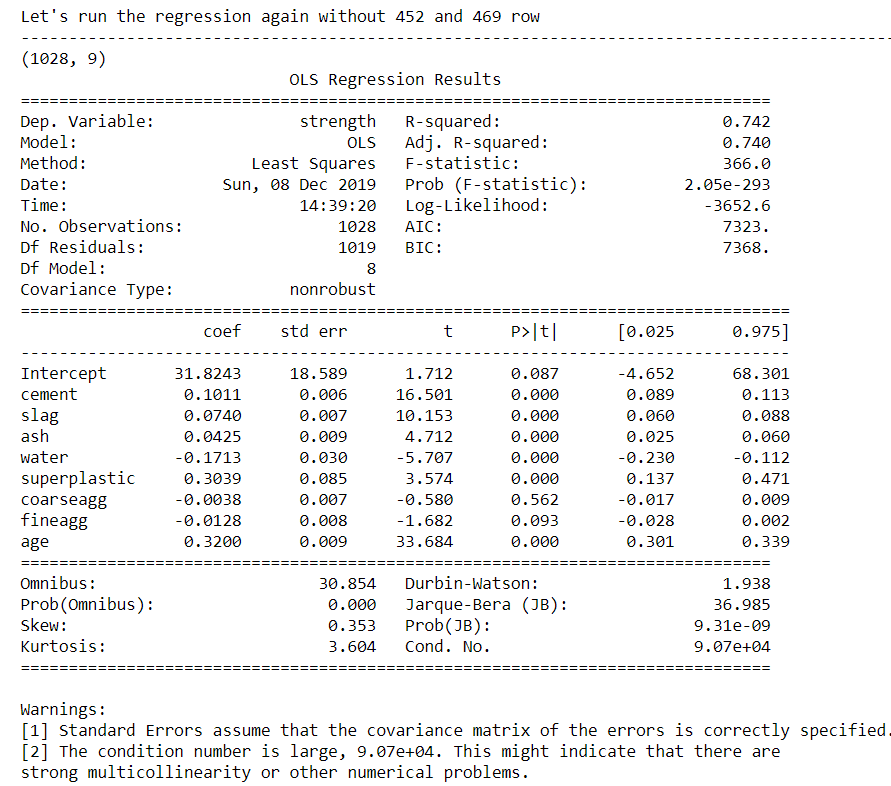 Let's run the regression again without 452 and 469 row
------------------------------------------------------------------------------------------
(1028, 9)
                            OLS Regression Results
==============================================================================
Dep. Variable:               strength   R-squared:                       0.742
Model:                            OLS   Adj. R-squared:                  0.740
Method:                 Least Squares   F-statistic:                     366.0
Date:                Sun, 08 Dec 2019   Prob (F-statistic):          2.05e-293
Time:                        14:39:20   Log-Likelihood:                -3652.6
No. Observations:                1028   AIC:                             7323.
Df Residuals:                    1019   BIC:                             7368.
Df Model:                           8
Covariance Type:            nonrobust
================================================================================
                   coef    std err          t      P>|t|      [0.025      0.975]
--------------------------------------------------------------------------------
Intercept       31.8243     18.589      1.712      0.087      -4.652      68.301
cement           0.1011      0.006     16.501      0.000       0.089       0.113
slag             0.0740      0.007     10.153      0.000       0.060       0.088
ash              0.0425      0.009      4.712      0.000       0.025       0.060
water           -0.1713      0.030     -5.707      0.000      -0.230      -0.112
superplastic     0.3039      0.085      3.574      0.000       0.137       0.471
coarseagg       -0.0038      0.007     -0.580      0.562      -0.017       0.009
fineagg         -0.0128      0.008     -1.682      0.093      -0.028       0.002
age              0.3200      0.009     33.684      0.000       0.301       0.339
==============================================================================
Omnibus:                       30.854   Durbin-Watson:                   1.938
Prob(Omnibus):                  0.000   Jarque-Bera (JB):               36.985
Skew:                           0.353   Prob(JB):                     9.31e-09
Kurtosis:                       3.604   Cond. No.                     9.07e+04
==============================================================================
Warnings:
[1] Standard Errors assume that the covariance matrix of the errors is correctly specified.
[2] The condition number is large, 9.07e+04. This might indicate that there are
strong multicollinearity or other numerical problems.